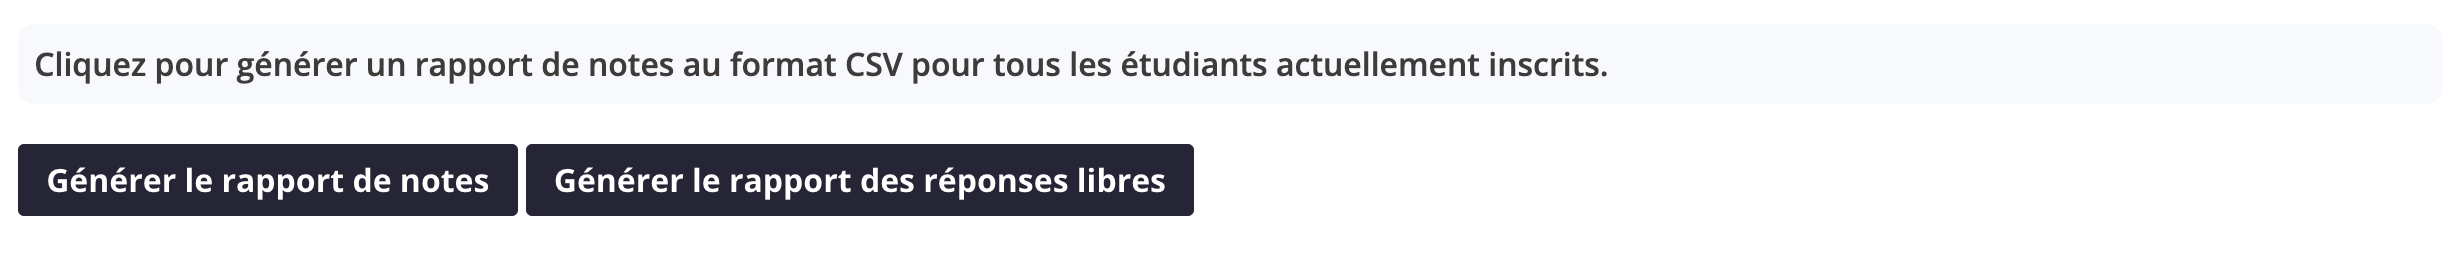 Cliquez pour générer un rapport de notes au format CSV pour tous les étudiants actuellement inscrits.
Générer le rapport de notes
Générer le rapport des réponses libres